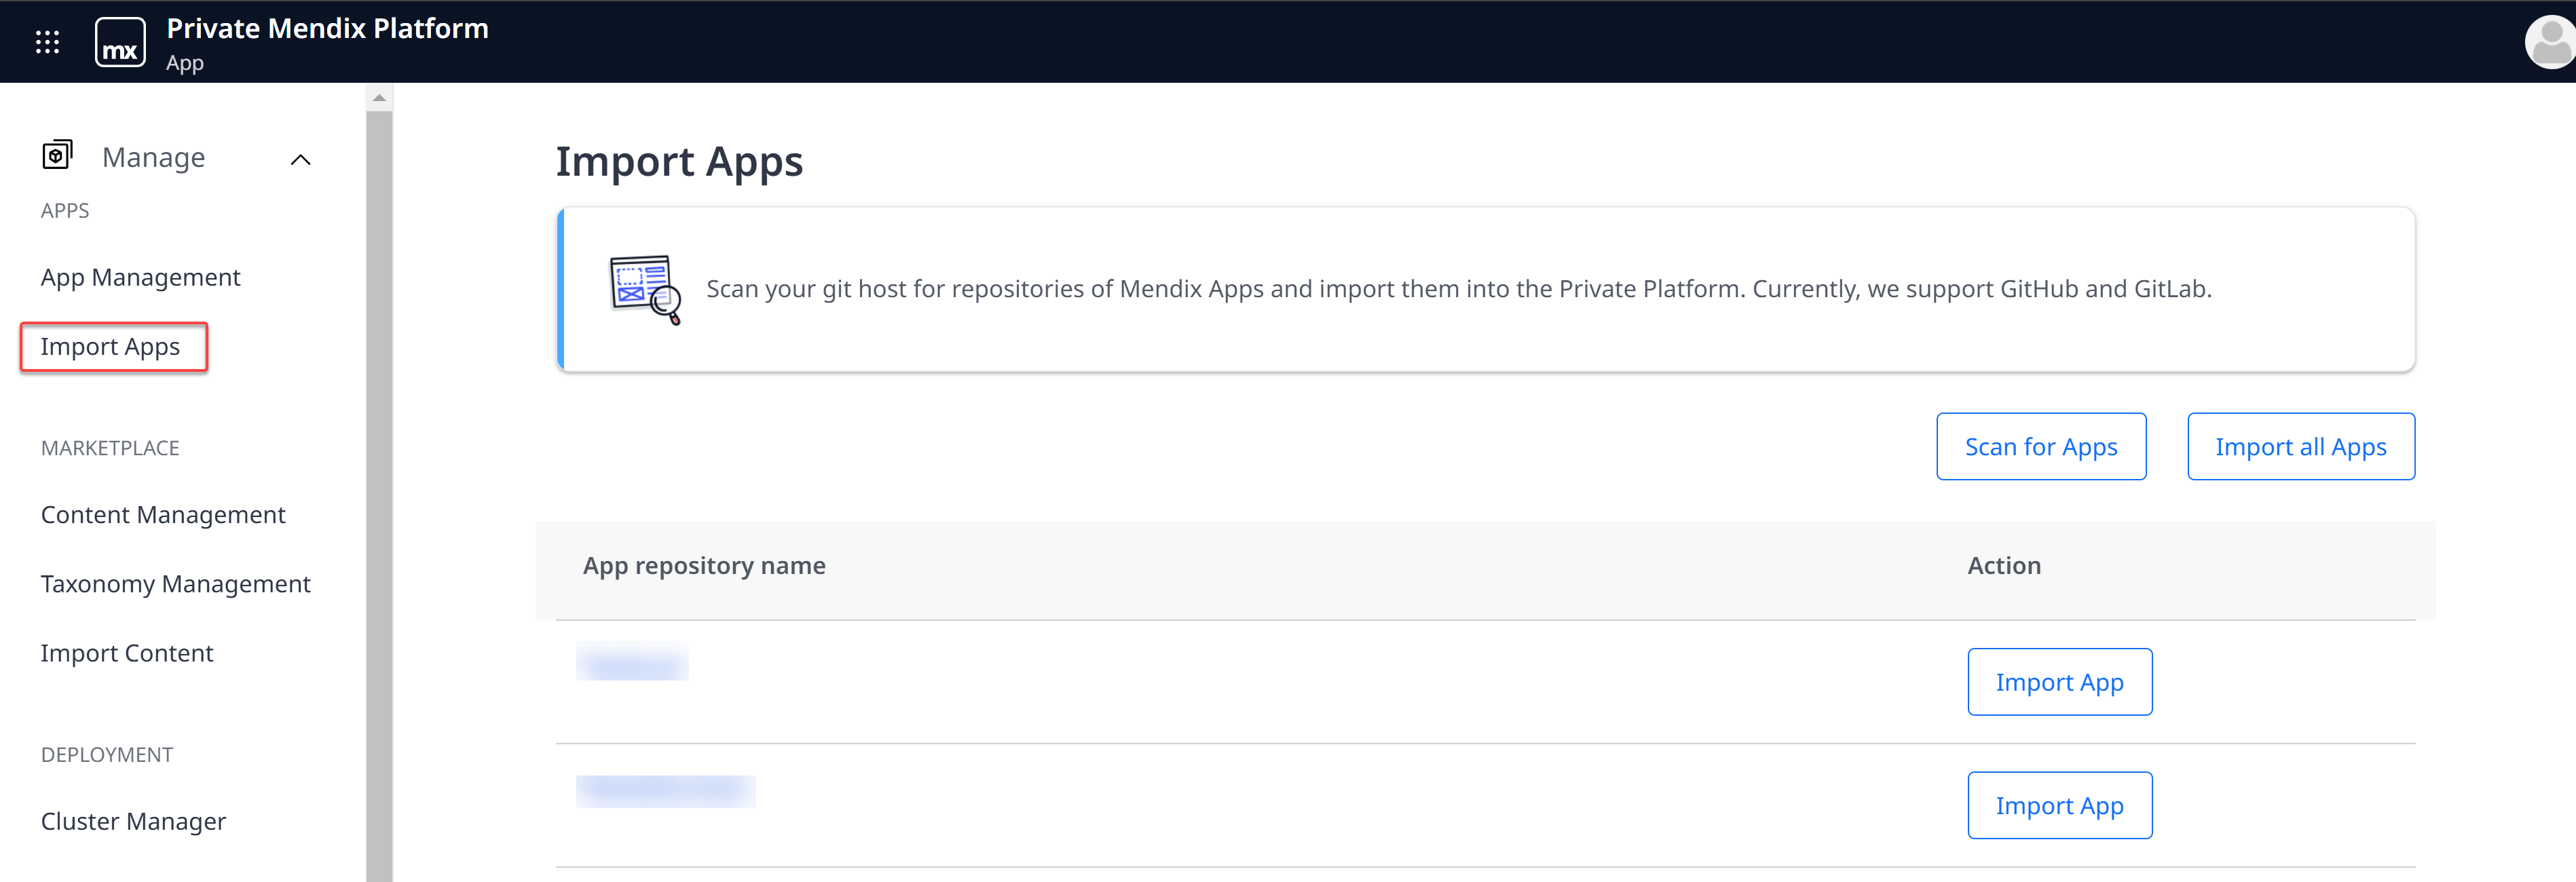 mx
Private Mendix Platform
App
Manage
APPS
App Management
Import Apps
MARKETPLACE
Content Management
Taxonomy Management
Import Content
DEPLOYMENT
Cluster Manager
Import Apps
Scan your git host for repositories of Mendix Apps and import them into the Private Platform. Currently, we support GitHub and GitLab.
Scan for Apps Import all Apps
App repository name Action
Import App
Import App